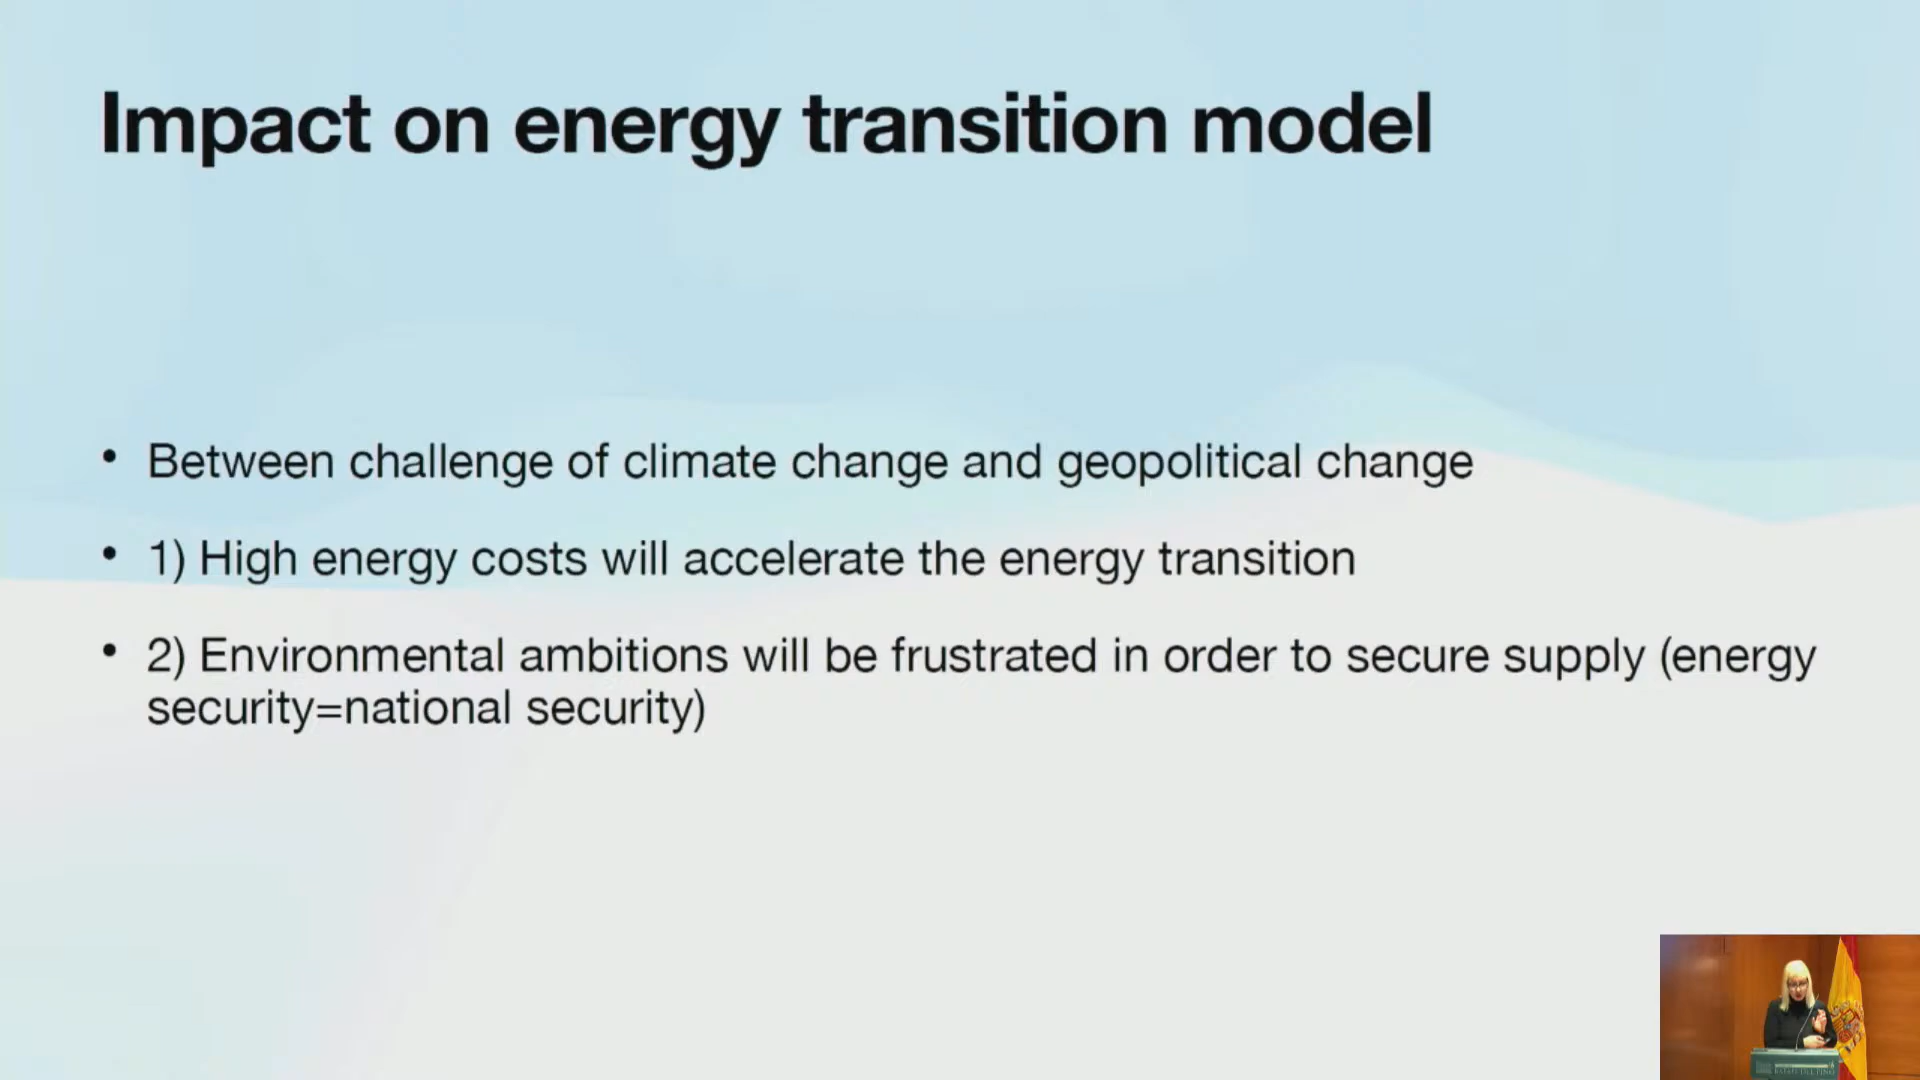 Impact on energy transition model
• Between challenge of climate change and geopolitical change
• 1) High energy costs will accelerate the energy transition
• 2) Environmental ambitions will be frustrated in order to secure supply (energy
security=national security)